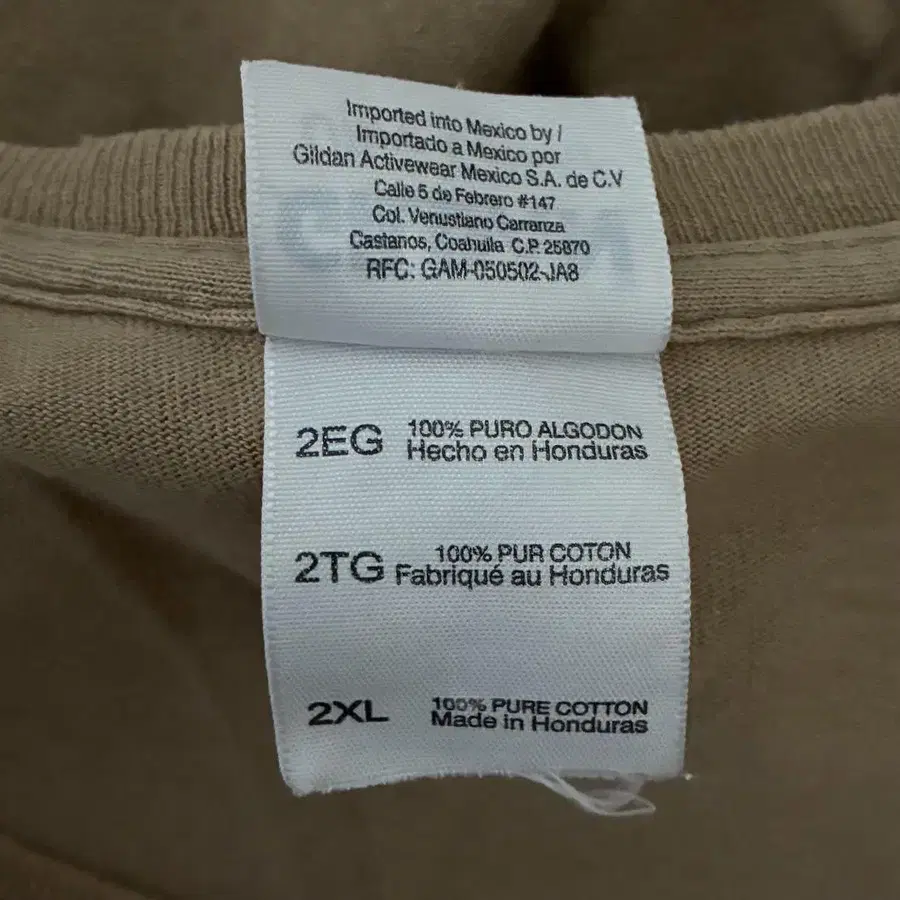 Imported into Mexico by /
Importado a Mexico por
Gildan Activewear Mexico S.A. de C.V
Calle 5 de Febrero #147
Col. Venustiano Carranza
Castanos, Coahuila C.P. 25870
RFC: GAM-050502-JA8
2EG 100% PURO ALGODON
Hecho en Honduras
2TG 100% PUR COTON
Fabriqué au Honduras
2XL 100% PURE COTTON
Made in Honduras